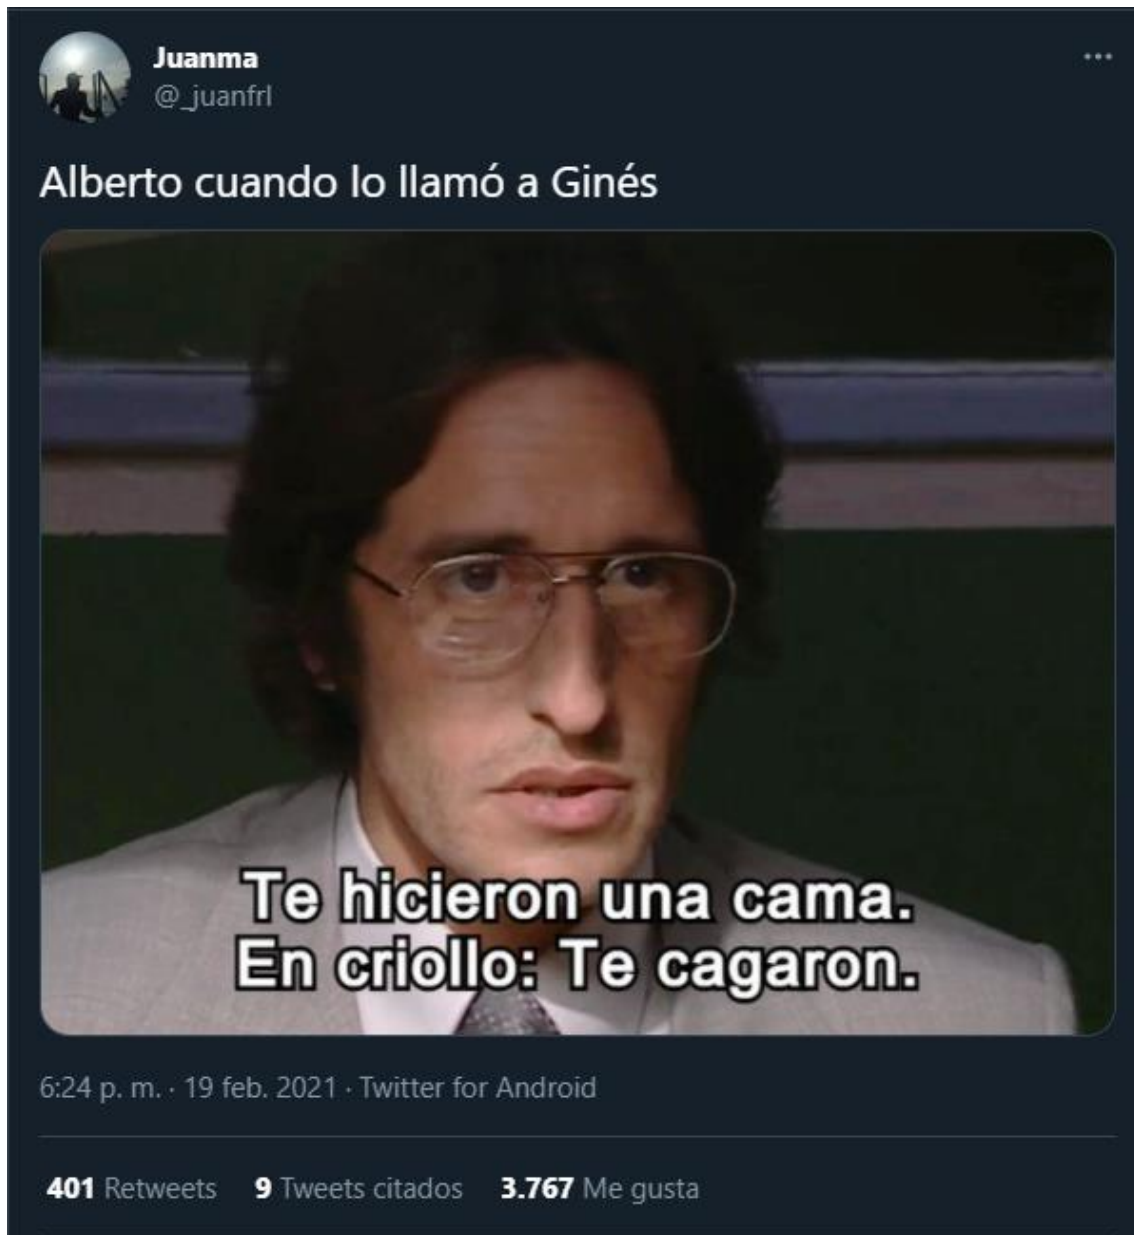 Juanma
@_juanfrl
Alberto cuando lo llamó a Ginés
Te hicieron una cama.
En criollo: Te cagaron.
6:24 p. m. · 19 feb. 2021 · Twitter for Android
401 Retweets 9 Tweets citados 3.767 Me gusta